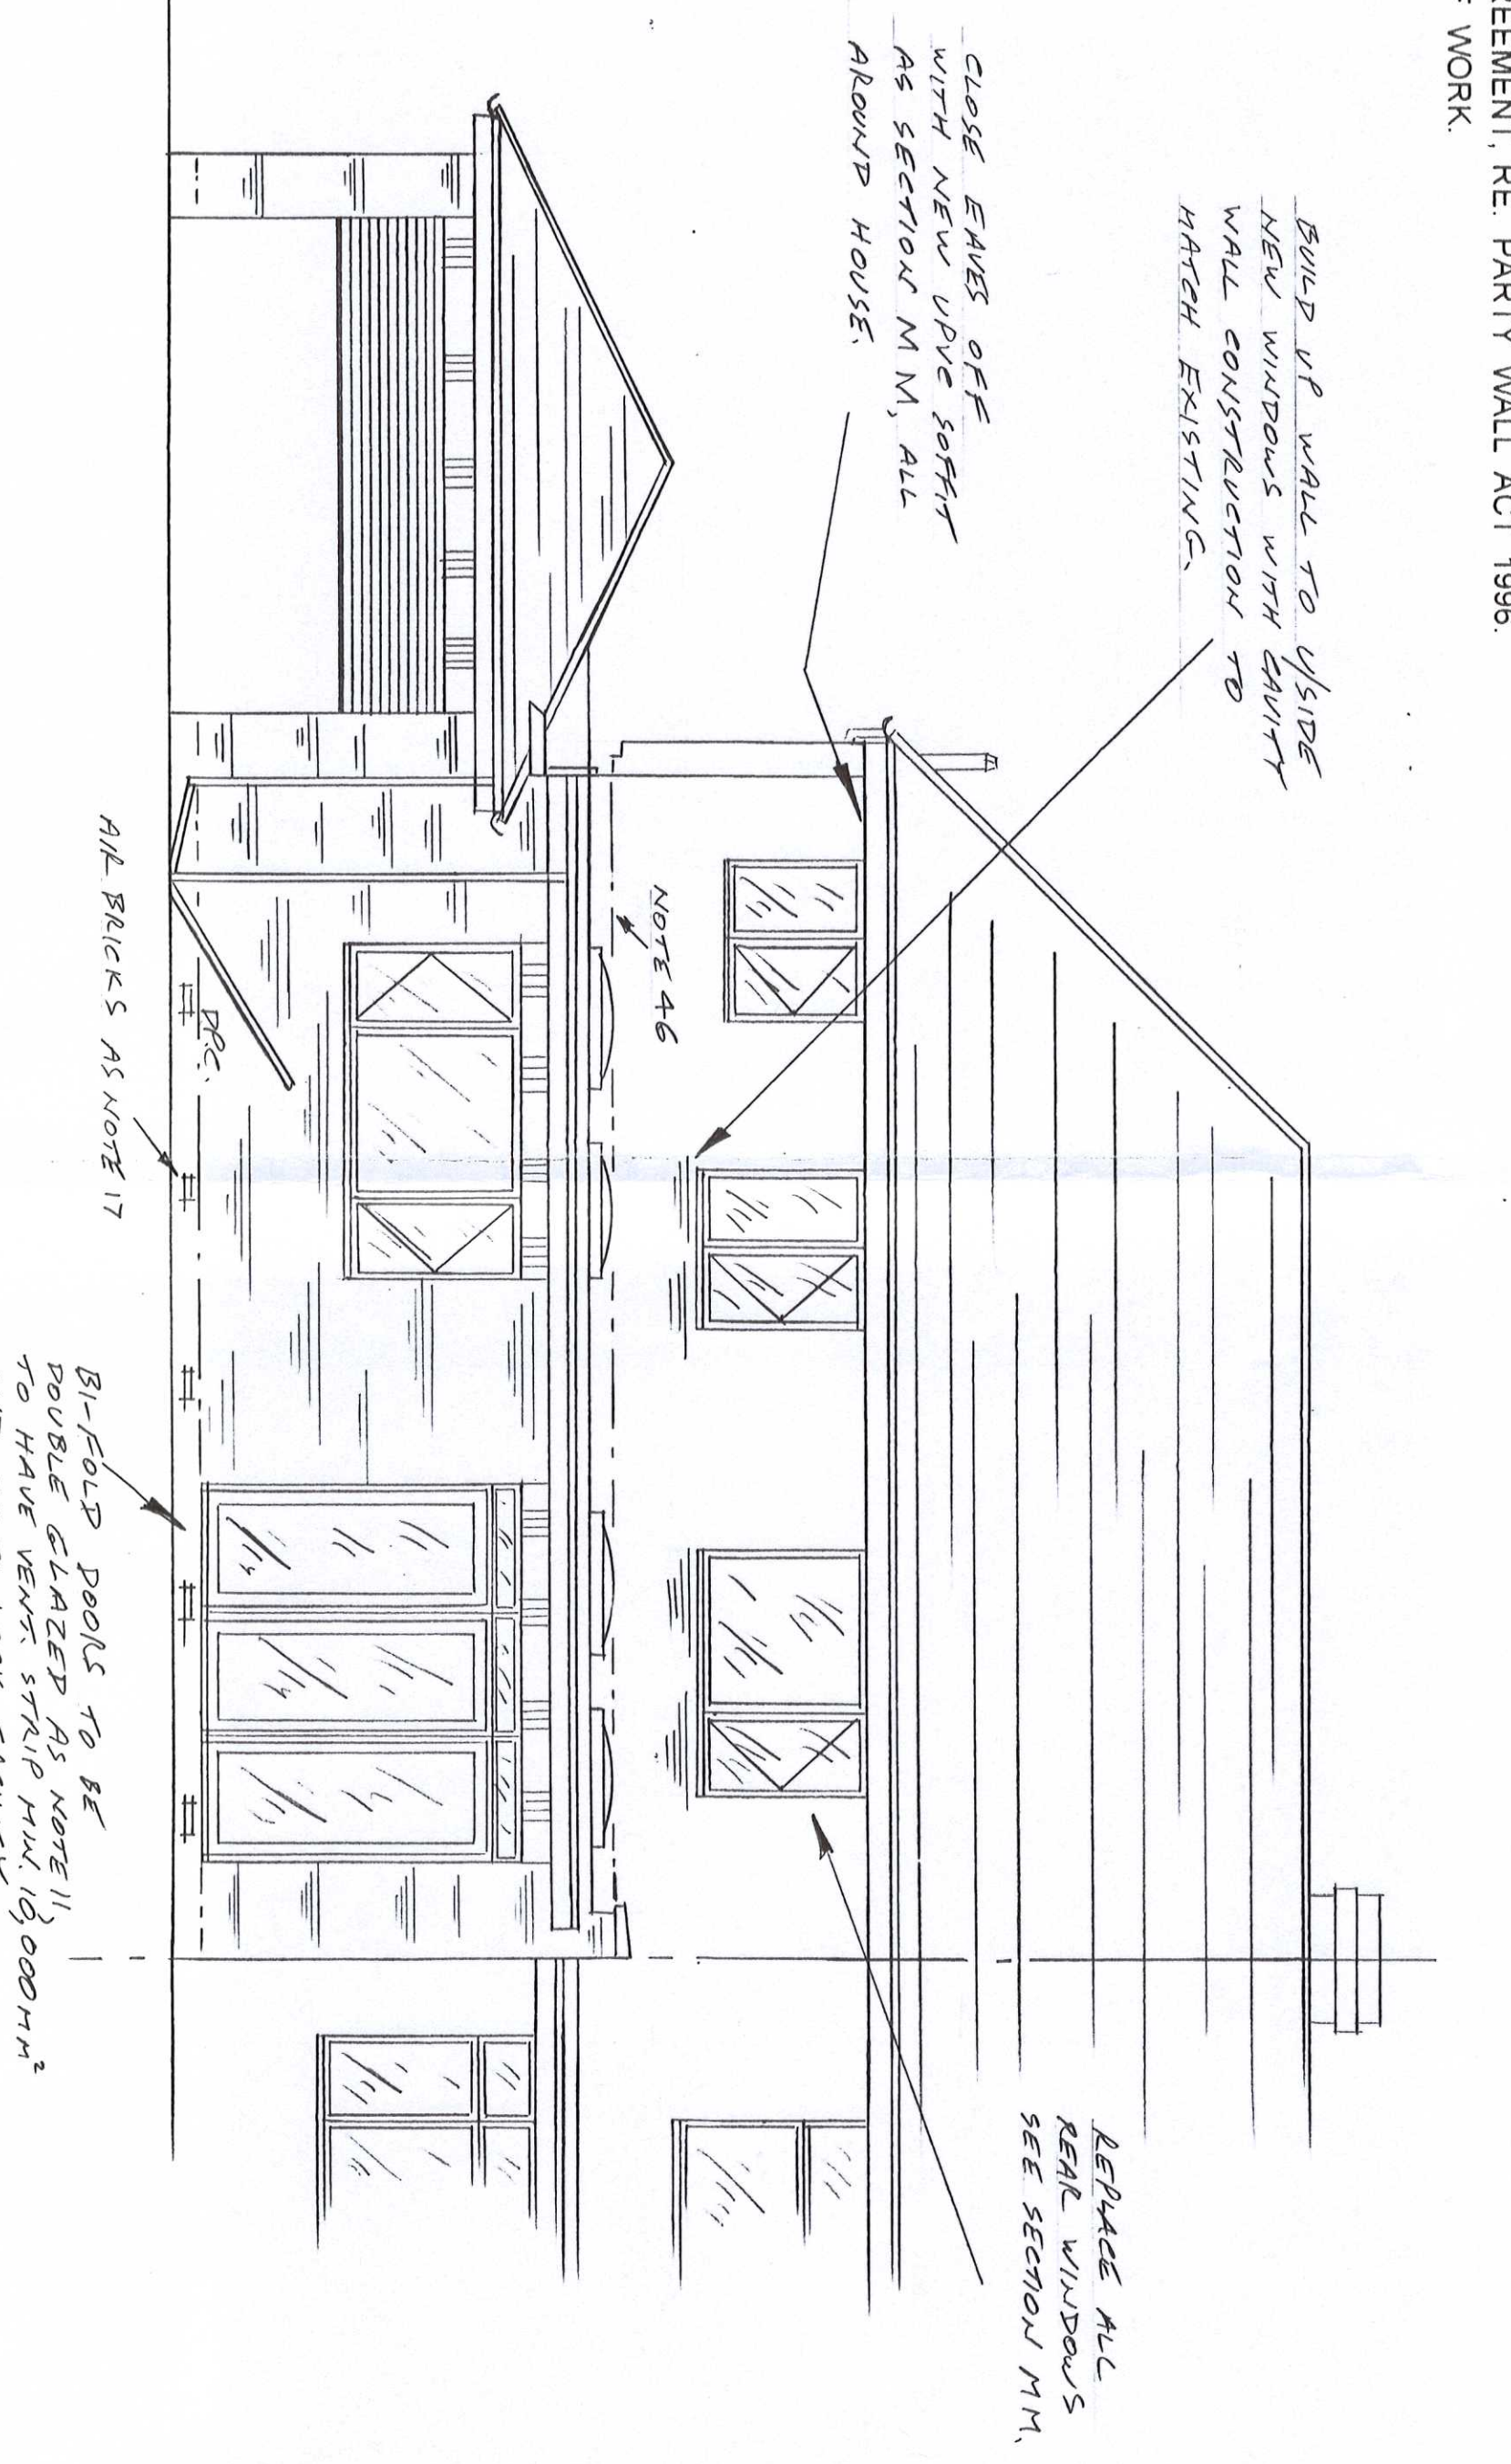 REEMENT, RE. PARTY WALL ACT 1996.
F WORK.
BUILD UP WALL TO U/SIDE
NEW WINDOWS WITH CAVITY
WALL CONSTRUCTION TO
MATCH EXISTING.
CLOSE EAVES OFF
WITH NEW UPVC SOFFIT
AS SECTION MM, ALL
AROUND HOUSE.
REPLACE ALL
REAR WINDOWS
SEE SECTION MM.
NOTE 46
D.P.C.
AIR BRICKS AS NOTE 17
BI-FOLD DOORS TO BE
DOUBLE GLAZED AS NOTE 11,
TO HAVE VENT. STRIP MIN. 10,000MM²